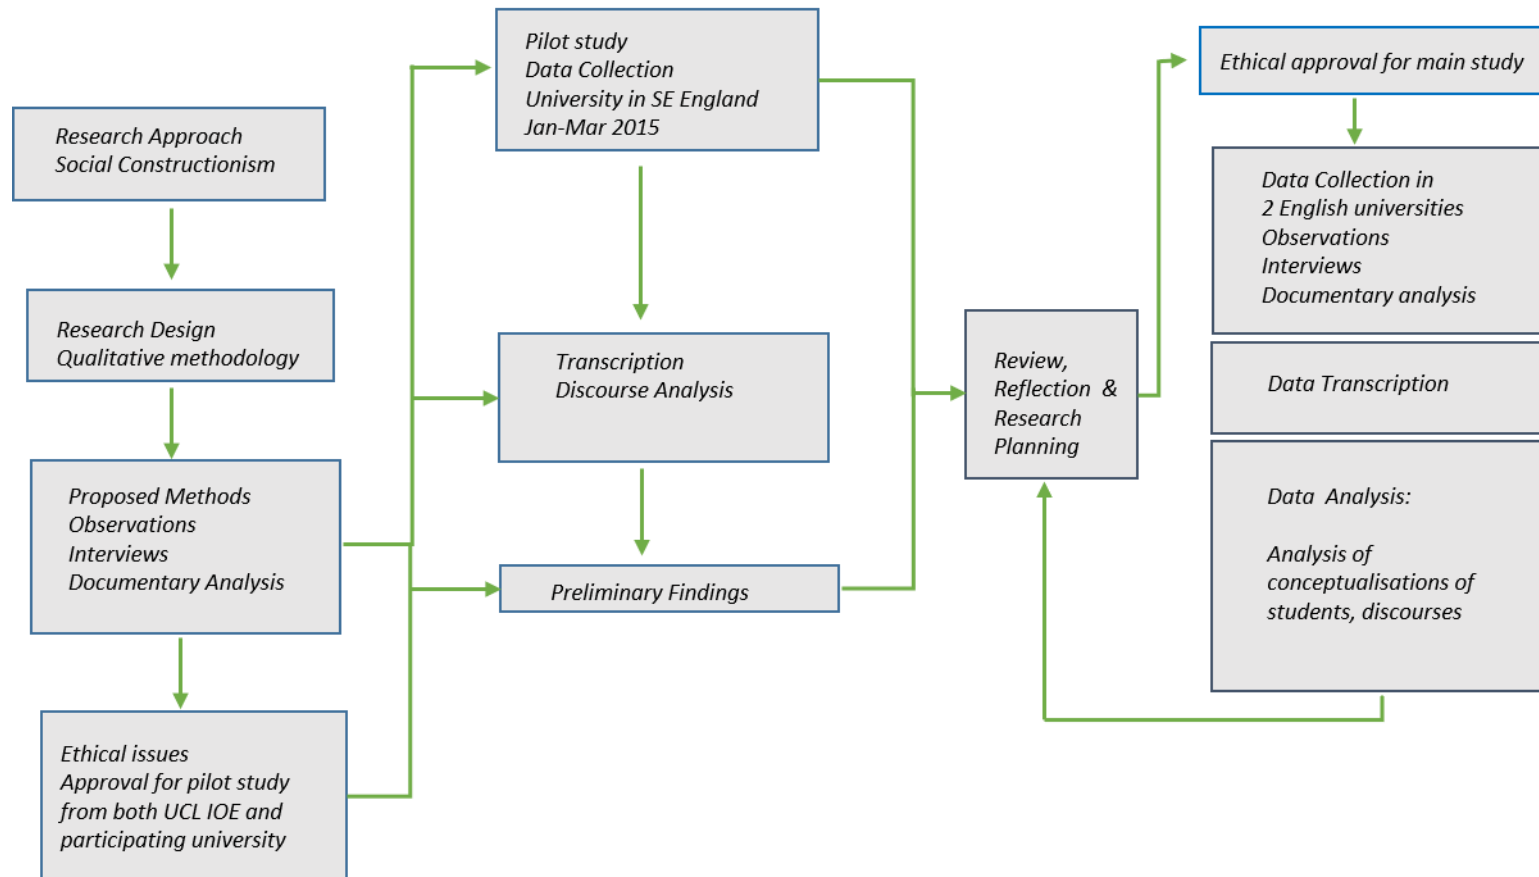 Research Approach
Social Constructionism
Research Design
Qualitative methodology
Proposed Methods
Observations
Interviews
Documentary Analysis
Ethical issues
Approval for pilot study
from both UCL IOE and
participating university
Pilot study
Data Collection
University in SE England
Jan-Mar 2015
Transcription
Discourse Analysis
Preliminary Findings
Review,
Reflection &
Research
Planning
Ethical approval for main study
Data Collection in
2 English universities
Observations
Interviews
Documentary analysis
Data Transcription
Data Analysis:
Analysis of
conceptualisations of
students, discourses